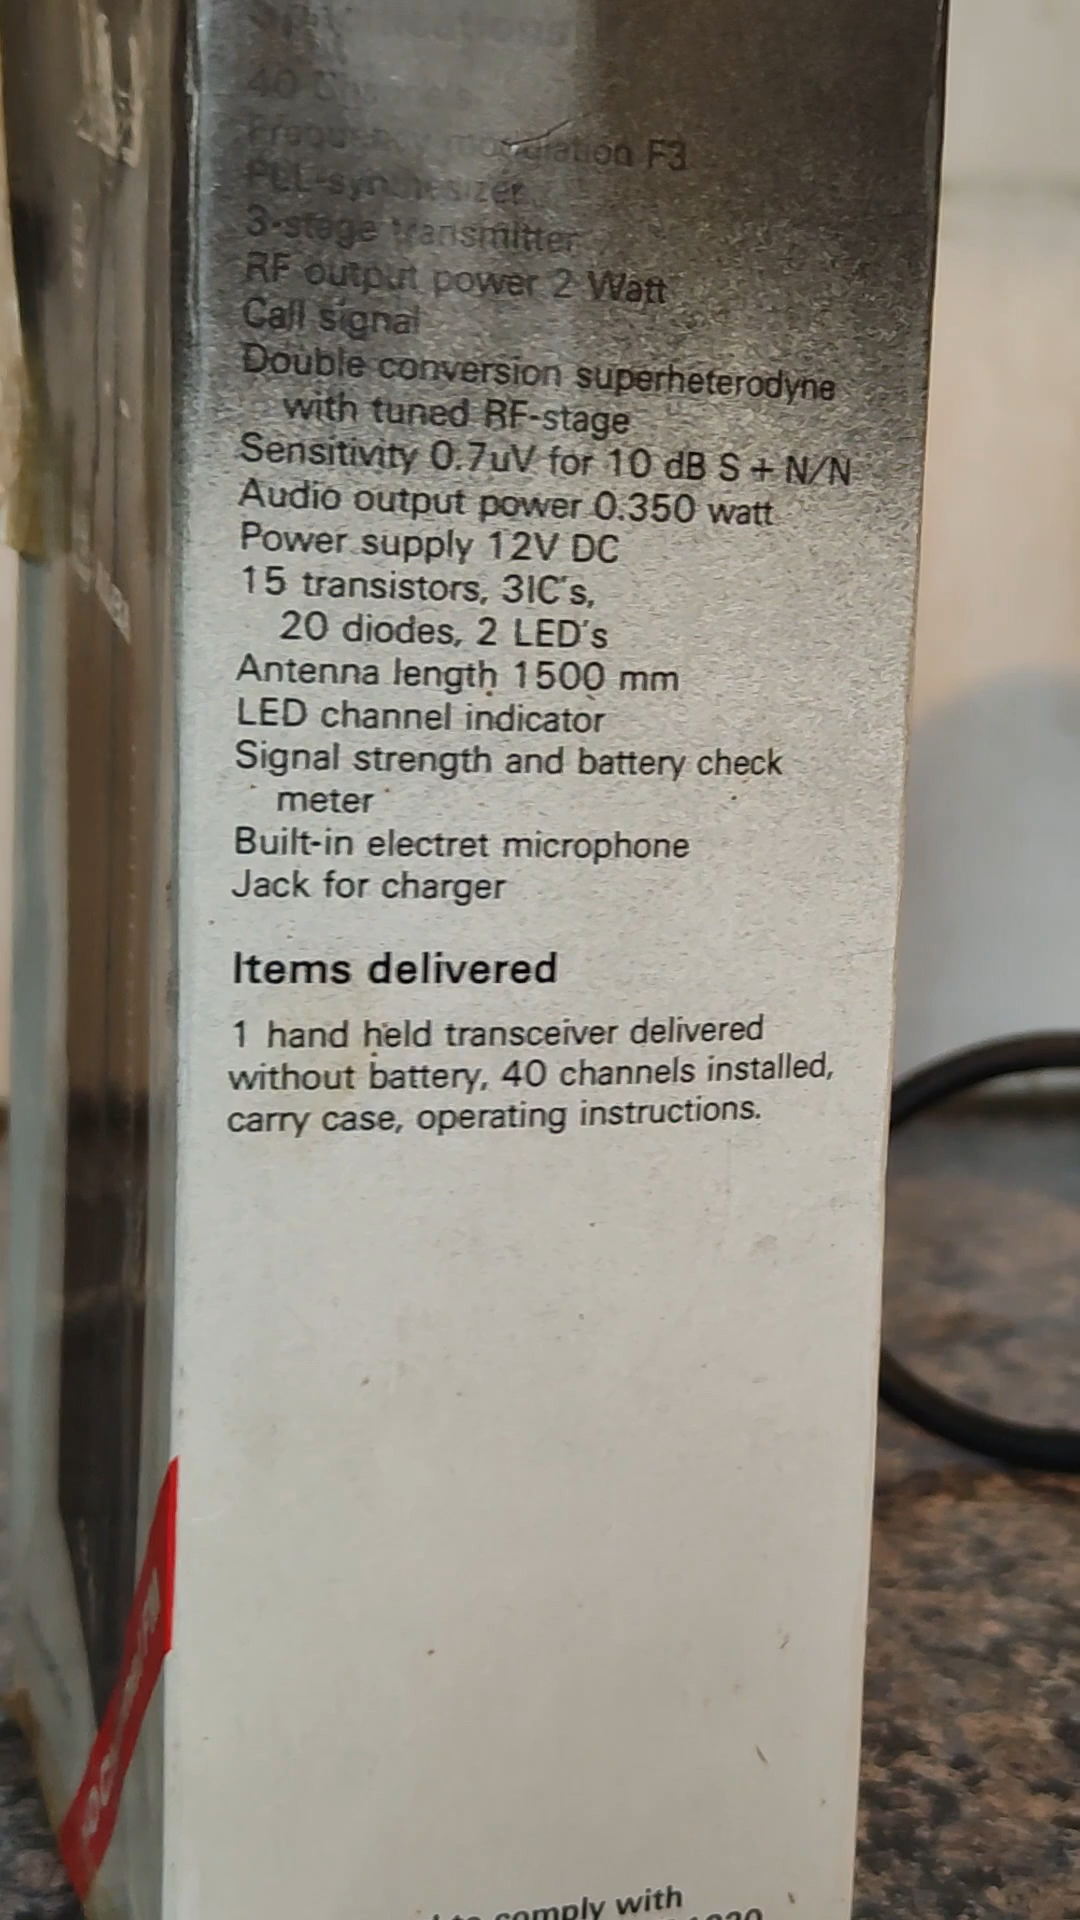 Specifications
40 Channels
Frequency modulation F3
PLL-synthesizer
3-stage transmitter
RF output power 2 Watt
Call signal
Double conversion superheterodyne
with tuned RF-stage
Sensitivity 0.7uV for 10 dB S + N/N
Audio output power 0.350 watt
Power supply 12V DC
15 transistors, 3IC's,
20 diodes, 2 LED's
Antenna length 1500 mm
LED channel indicator
Signal strength and battery check
meter
Built-in electret microphone
Jack for charger
Items delivered
1 hand held transceiver delivered
without battery, 40 channels installed,
carry case, operating instructions.
comply with